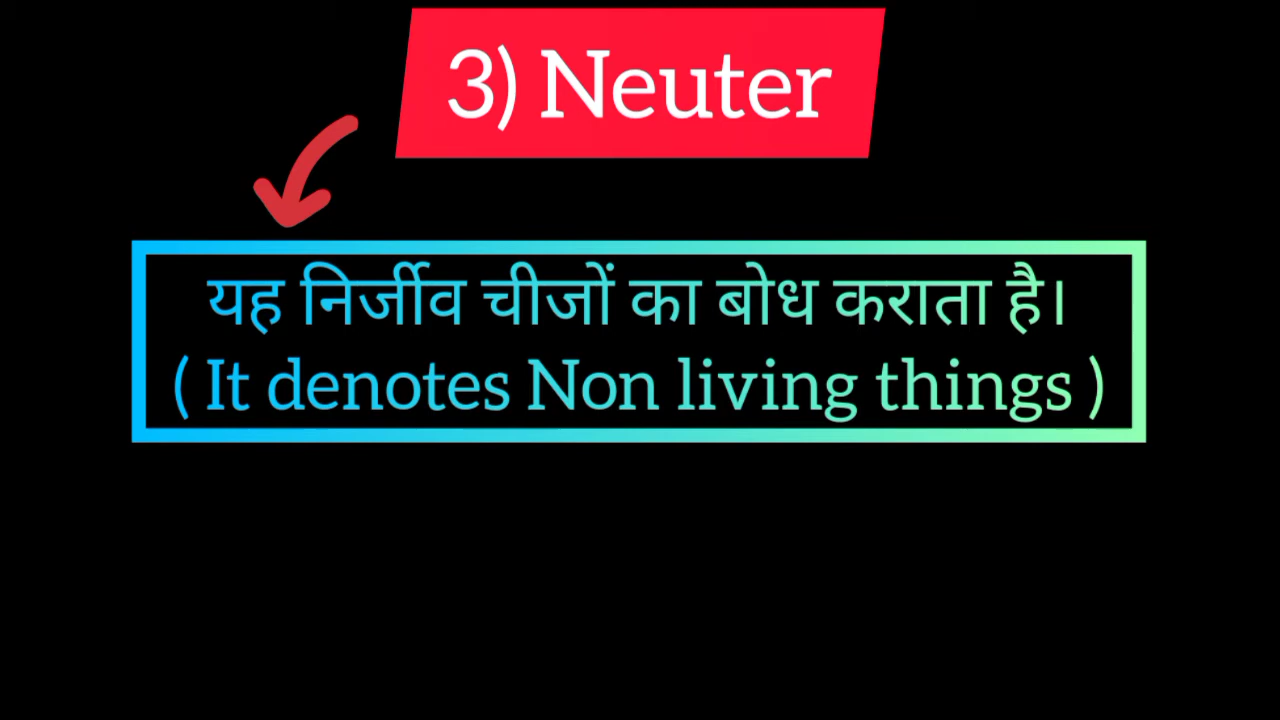 3) Neuter
यह निर्जीव चीजों का बोध कराता है।
( It denotes Non living things )